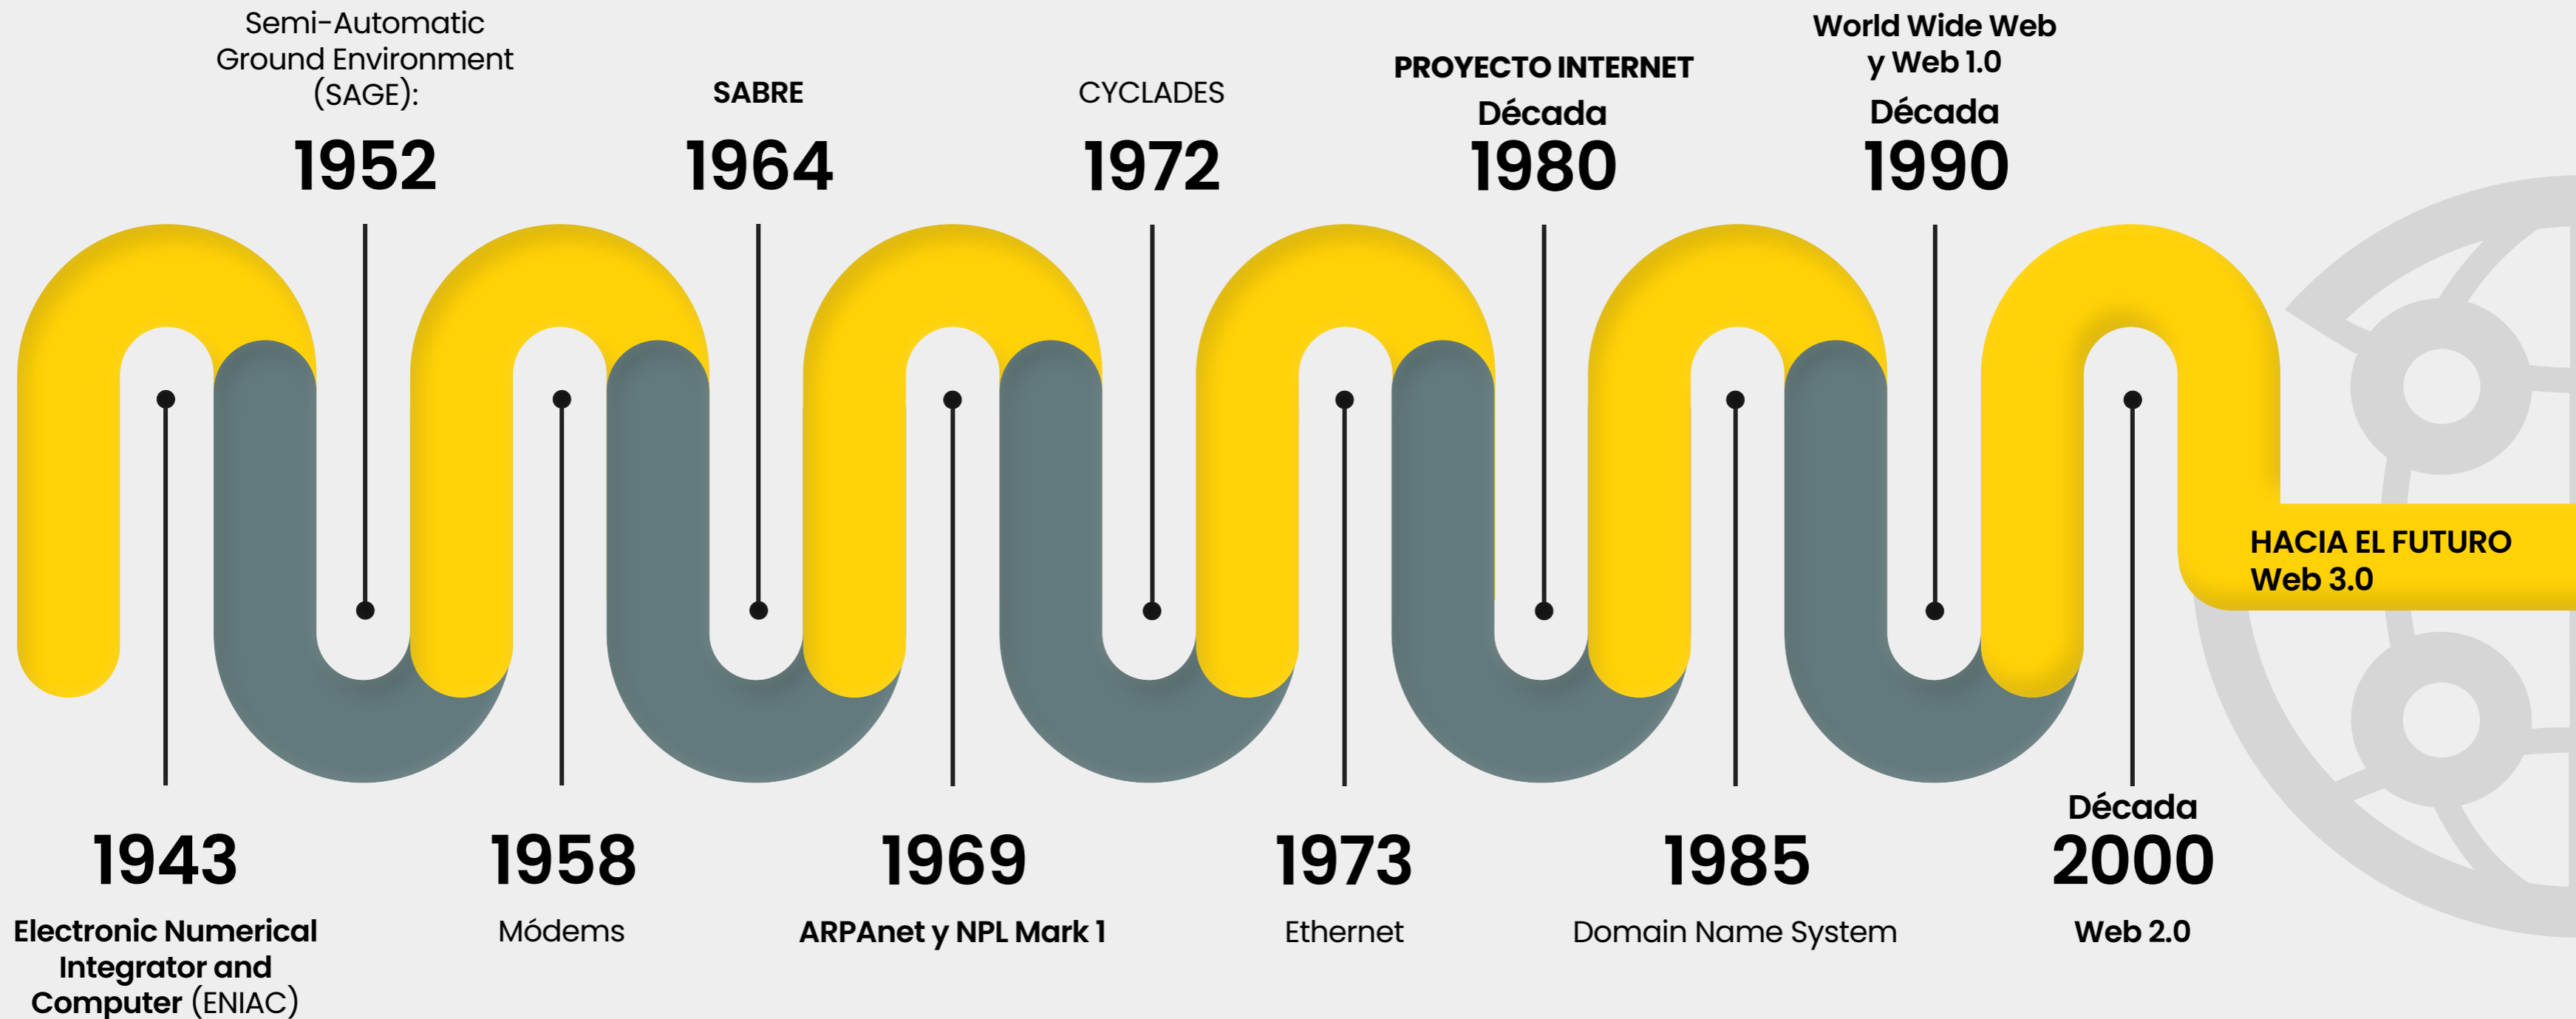 Semi-Automatic
Ground Environment
(SAGE):
1952
SABRE
1964
CYCLADES
1972
PROYECTO INTERNET
Década
1980
World Wide Web
y Web 1.0
Década
1990
HACIA EL FUTURO
Web 3.0
1943
Electronic Numerical
Integrator and
Computer (ENIAC)
1958
Módems
1969
ARPAnet y NPL Mark 1
1973
Ethernet
1985
Domain Name System
Década
2000
Web 2.0